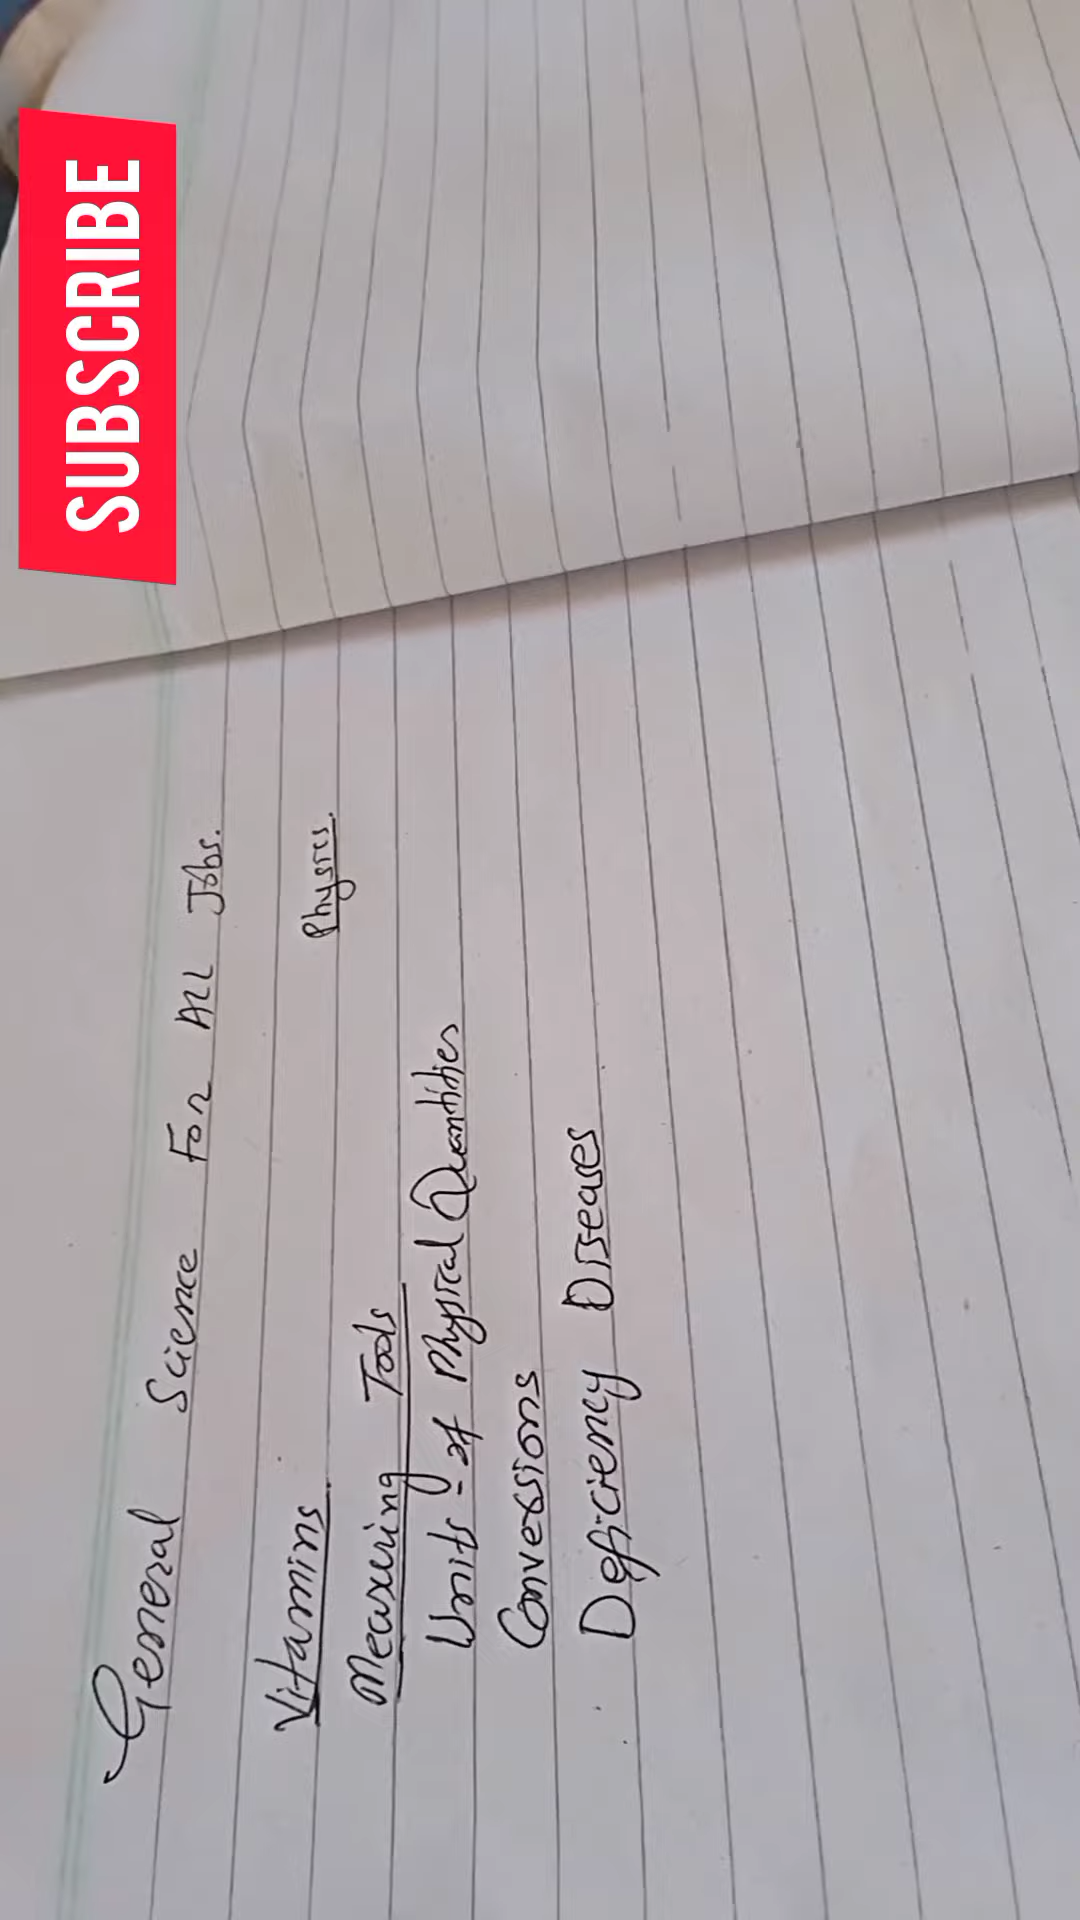 SUBSCRIBE
General Science For All Jobs.
Physics.
Vitamins
Measuring Tools
Units of Physical Quantities
Conversions
Deficiency Diseases